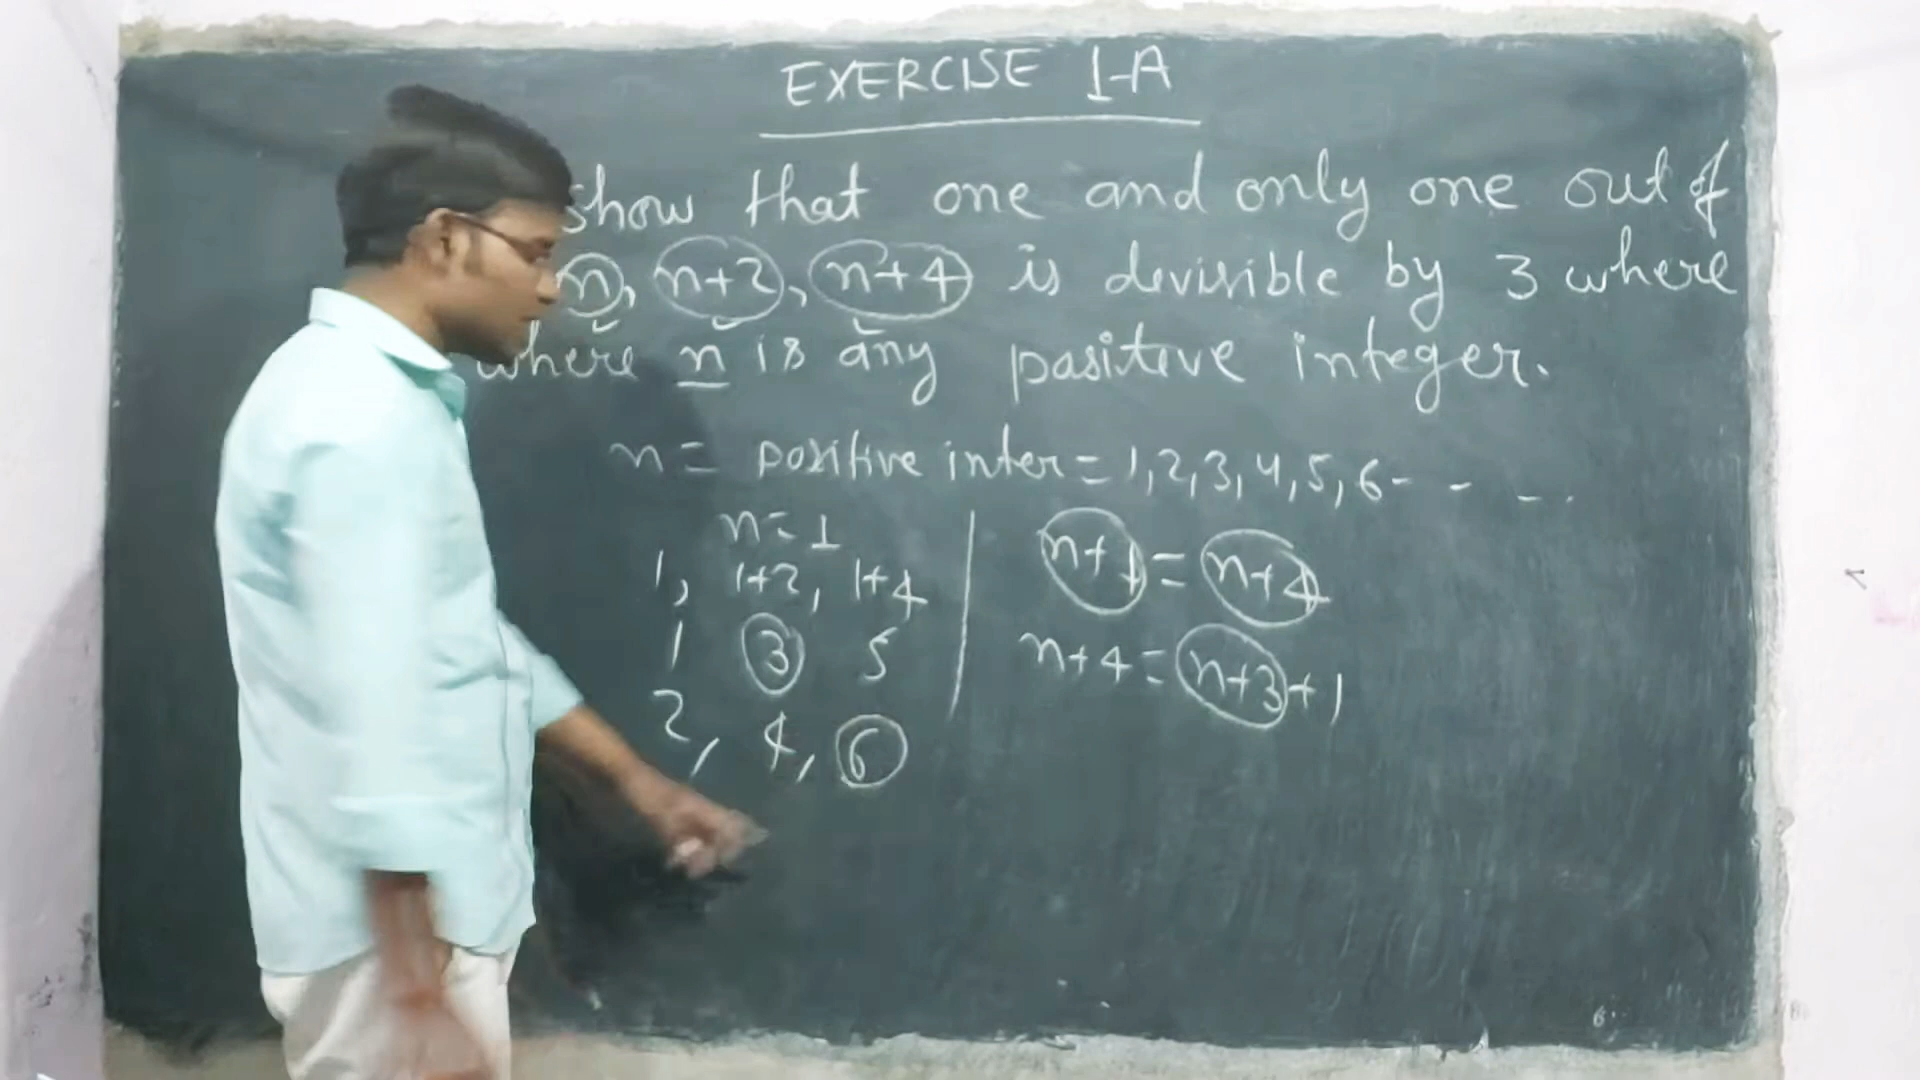 EXERCISE 1-A
show that one and only one out of
n, n+2, n+4 is devisible by 3 where
where n is any pasitive integer.
n = positive inter = 1,2,3,4,5,6- - - ..
n=1
1, 1+2, 1+4
1 3 5
2, 4, 6
n+1 = n+4
n+4 = n+3+1